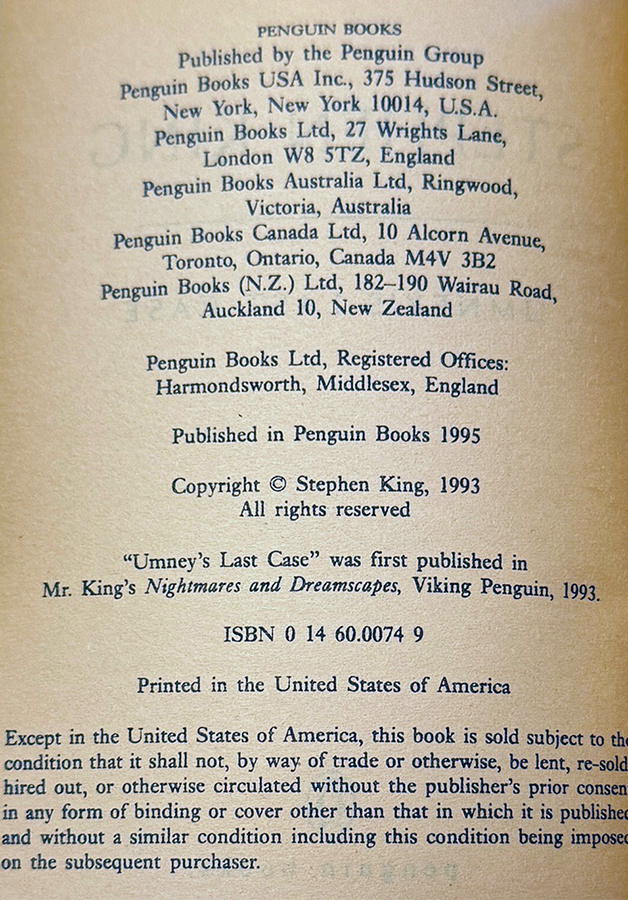 PENGUIN BOOKS
Published by the Penguin Group
Penguin Books USA Inc., 375 Hudson Street,
New York, New York 10014, U.S.A.
Penguin Books Ltd, 27 Wrights Lane,
London W8 5TZ, England
Penguin Books Australia Ltd, Ringwood,
Victoria, Australia
Penguin Books Canada Ltd, 10 Alcorn Avenue,
Toronto, Ontario, Canada M4V 3B2
Penguin Books (N.Z.) Ltd, 182–190 Wairau Road,
Auckland 10, New Zealand
Penguin Books Ltd, Registered Offices:
Harmondsworth, Middlesex, England
Published in Penguin Books 1995
Copyright © Stephen King, 1993
All rights reserved
“Umney’s Last Case” was first published in
Mr. King’s Nightmares and Dreamscapes, Viking Penguin, 1993.
ISBN 0 14 60.0074 9
Printed in the United States of America
Except in the United States of America, this book is sold subject to the
condition that it shall not, by way of trade or otherwise, be lent, re-sold
hired out, or otherwise circulated without the publisher’s prior consen
in any form of binding or cover other than that in which it is published
and without a similar condition including this condition being imposed
on the subsequent purchaser.